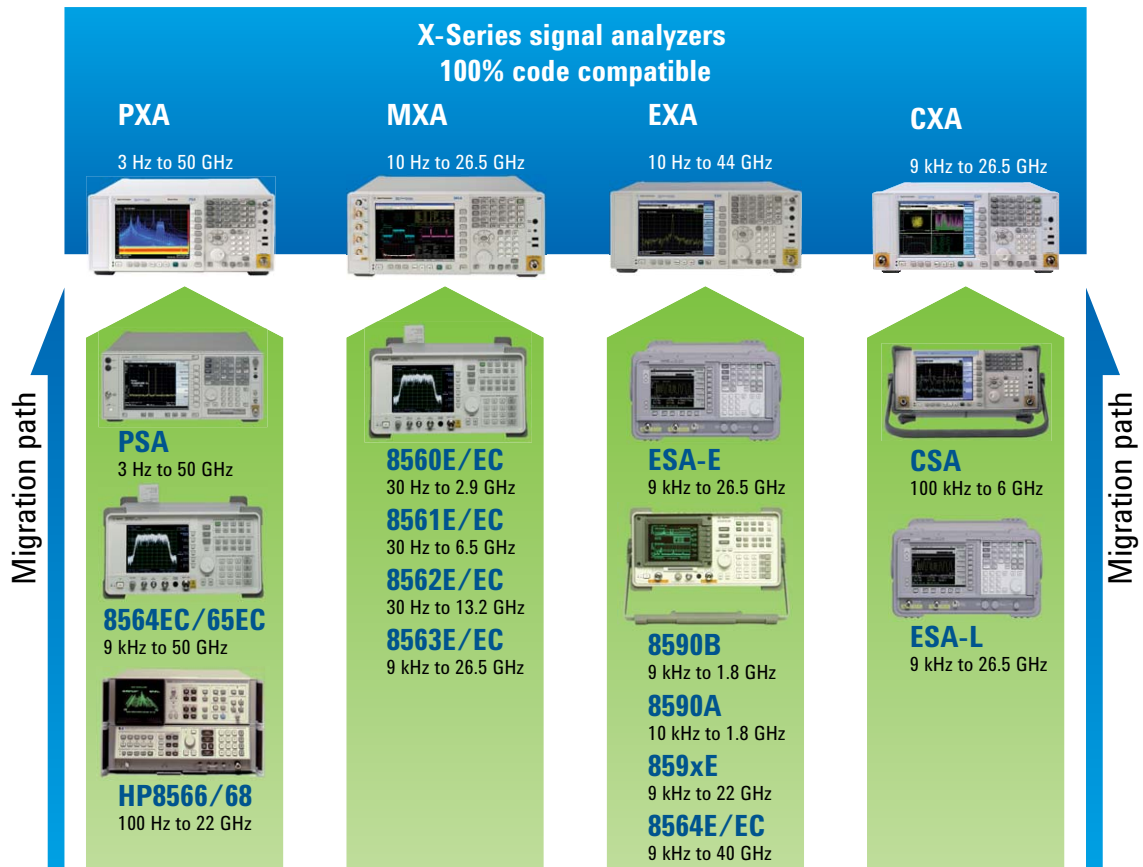 X-Series signal analyzers
100% code compatible
PXA
3 Hz to 50 GHz
MXA
10 Hz to 26.5 GHz
EXA
10 Hz to 44 GHz
CXA
9 kHz to 26.5 GHz
Migration path
PSA
3 Hz to 50 GHz
8564EC/65EC
9 kHz to 50 GHz
HP8566/68
100 Hz to 22 GHz
8560E/EC
30 Hz to 2.9 GHz
8561E/EC
30 Hz to 6.5 GHz
8562E/EC
30 Hz to 13.2 GHz
8563E/EC
9 kHz to 26.5 GHz
ESA-E
9 kHz to 26.5 GHz
8590B
9 kHz to 1.8 GHz
8590A
10 kHz to 1.8 GHz
859xE
9 kHz to 22 GHz
8564E/EC
9 kHz to 40 GHz
CSA
100 kHz to 6 GHz
ESA-L
9 kHz to 26.5 GHz
Migration path